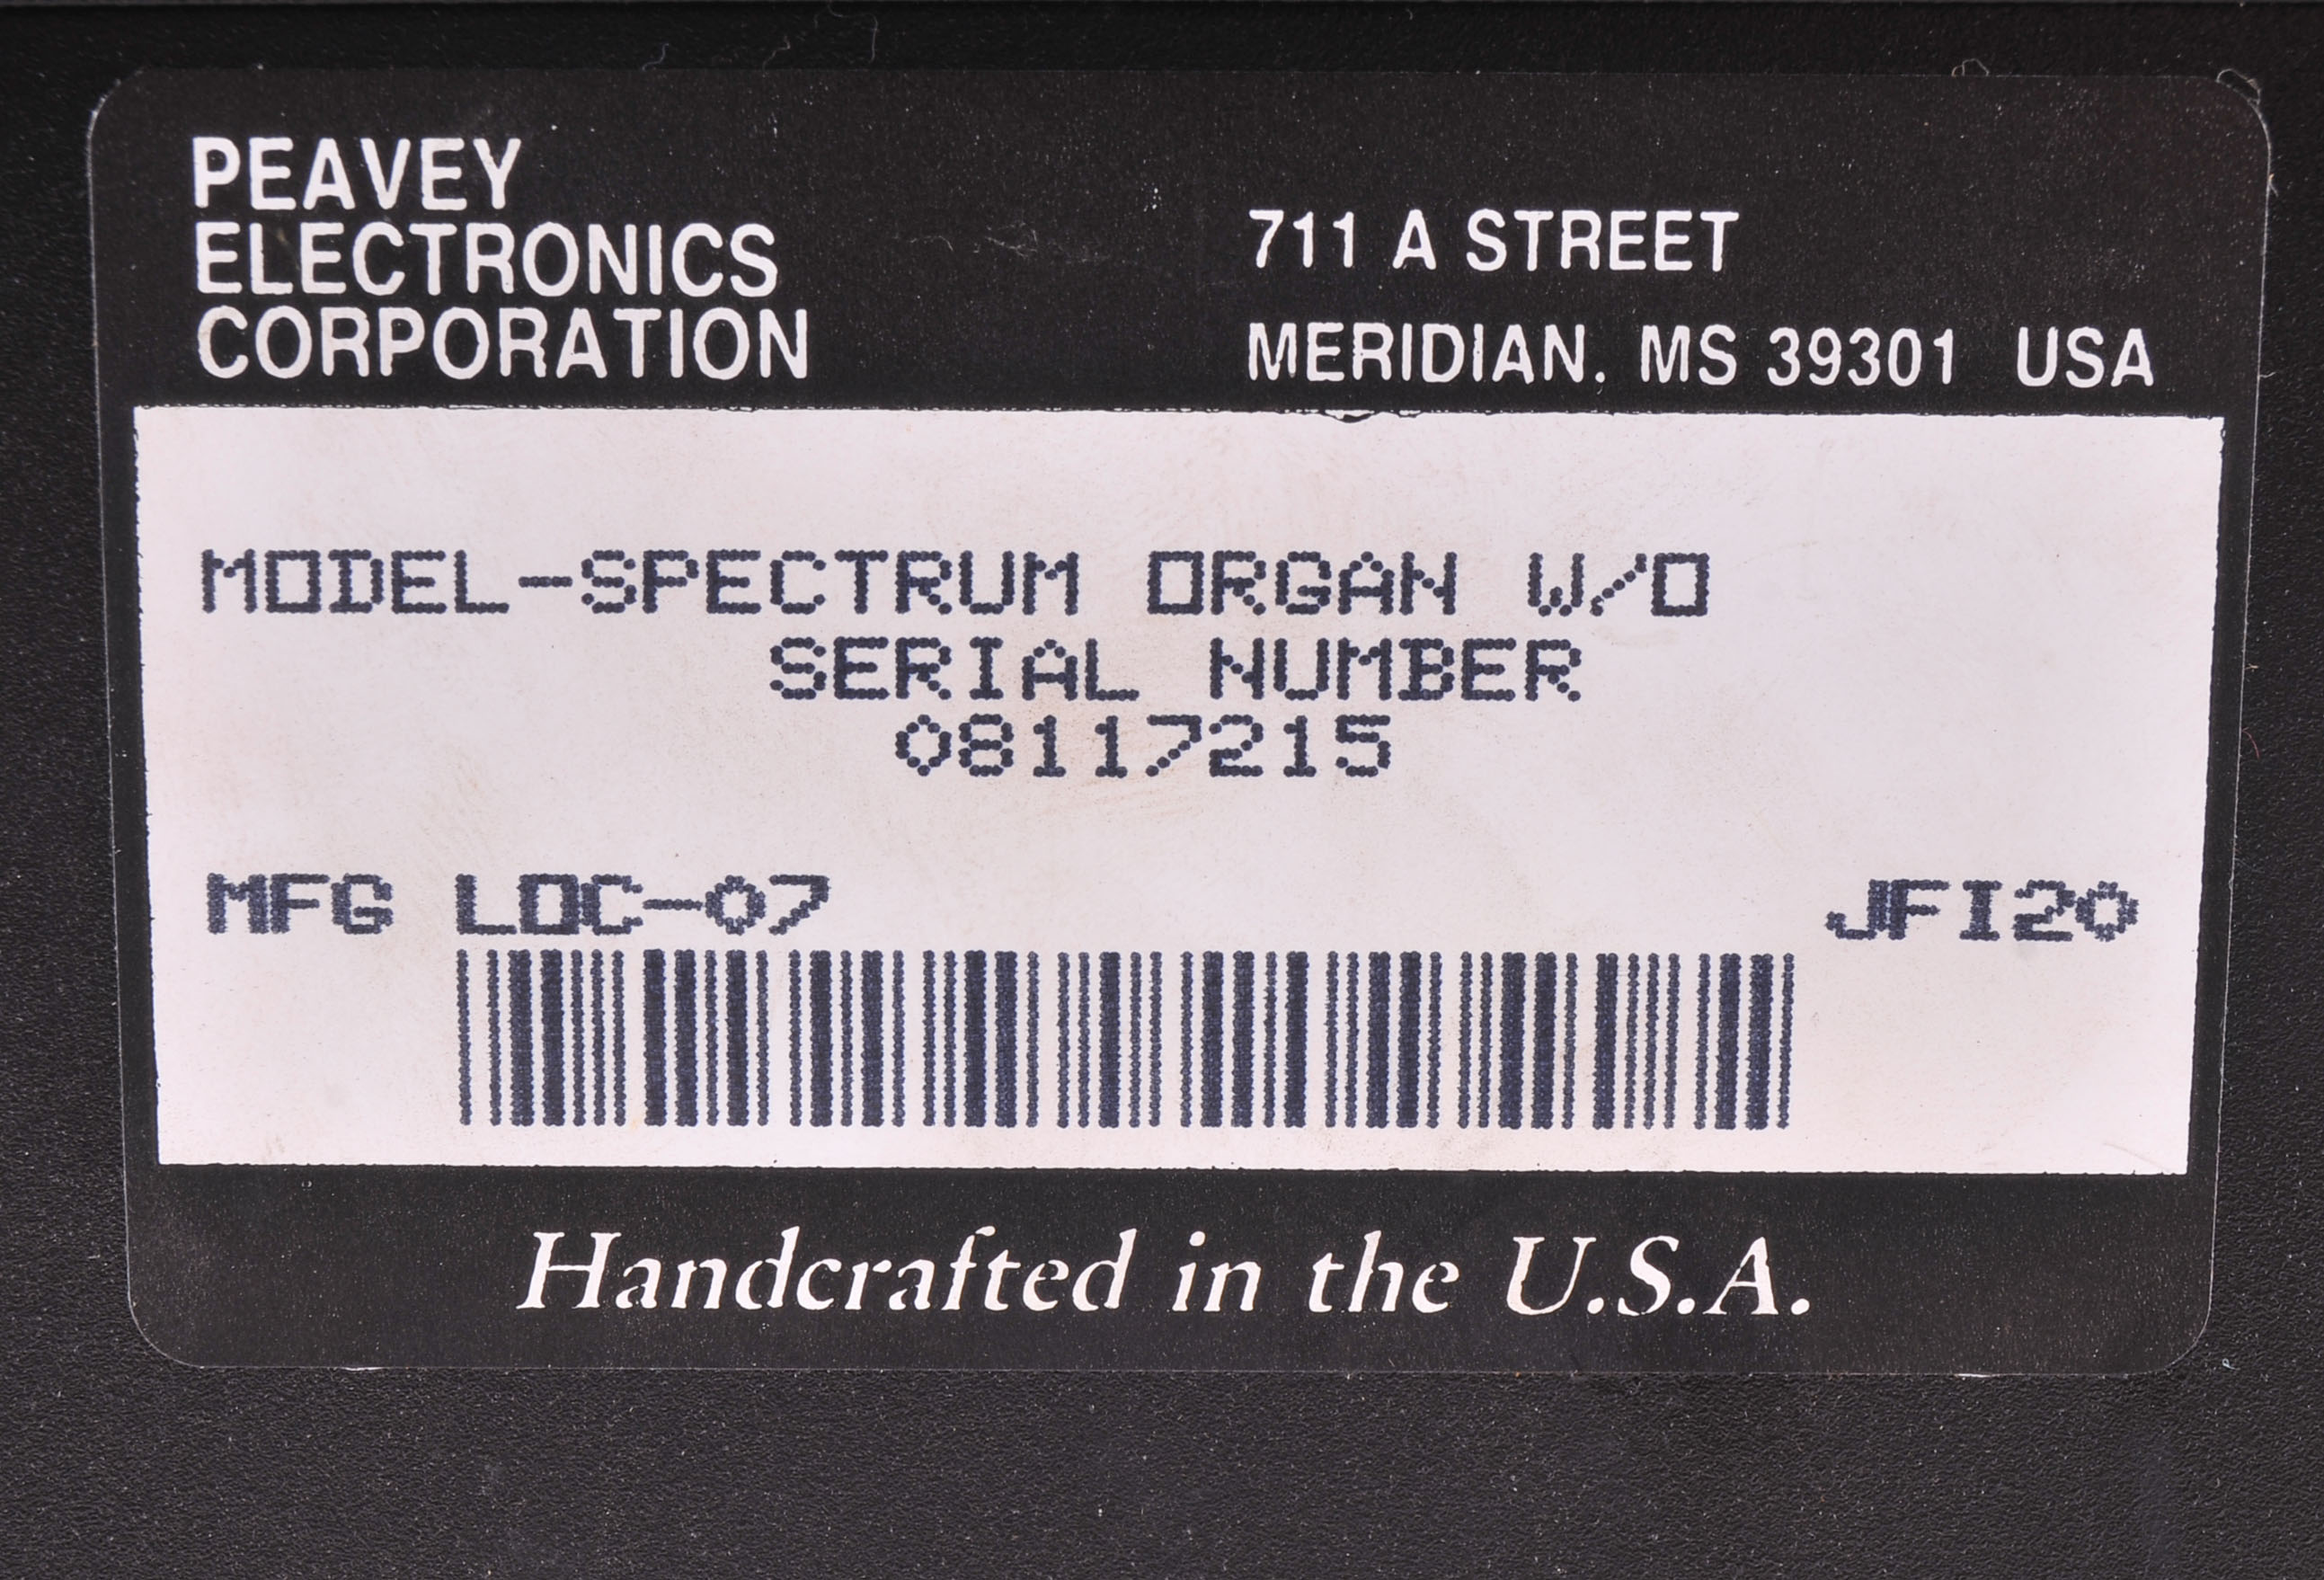 PEAVEY
ELECTRONICS
CORPORATION
711 A STREET
MERIDIAN, MS 39301 USA
MODEL-SPECTRUM ORGAN W/O
SERIAL NUMBER
08117215
MFG LOC-07
JFI20
Handcrafted in the U.S.A.